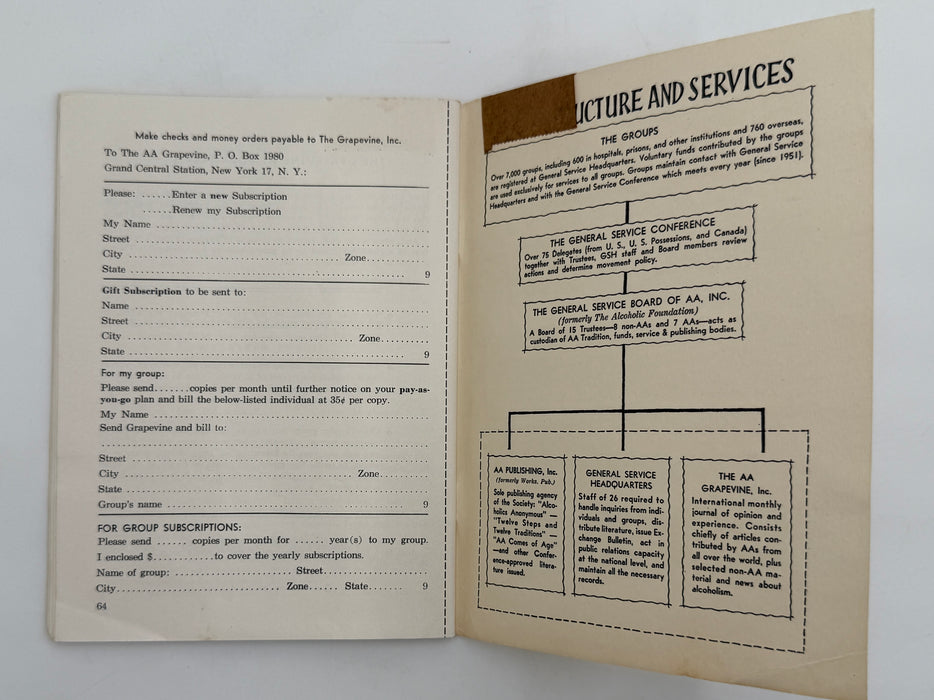 Make checks and money orders payable to The Grapevine, Inc.
To The AA Grapevine, P. O. Box 1980
Grand Central Station, New York 17, N. Y.:
Please: ......Enter a new Subscription
......Renew my Subscription
My Name
Street
City Zone
State 9
Gift Subscription to be sent to:
Name
Street
City Zone
State 9
For my group:
Please send.......copies per month until further notice on your pay-as-
you-go plan and bill the below-listed individual at 35¢ per copy.
My Name
Send Grapevine and bill to:
Street
City Zone
State
Group's name 9
FOR GROUP SUBSCRIPTIONS:
Please send ...... copies per month for ...... year(s) to my group.
I enclosed $............to cover the yearly subscriptions.
Name of group: Street
City Zone...... State...... 9
64
UCTURE AND SERVICES
THE GROUPS
Over 7,000 groups, including 600 in hospitals, prisons, and other institutions and 760 overseas,
are registered at General Service Headquarters. Voluntary funds contributed by the groups
are used exclusively for services to all groups. Groups maintain contact with General Service
Headquarters and with the General Service Conference which meets every year (since 1951).
THE GENERAL SERVICE CONFERENCE
Over 75 Delegates (from U. S., U. S. Possessions, and Canada)
together with Trustees, GSH staff and Board members review
actions and determine movement policy.
THE GENERAL SERVICE BOARD OF AA, INC.
(formerly The Alcoholic Foundation)
A Board of 15 Trustees—8 non-AAs and 7 AAs—acts as
custodian of AA Tradition, funds, service & publishing bodies.
AA PUBLISHING, Inc.
(formerly Works. Pub.)
Sole publishing agency
of the Society: "Alco-
holics Anonymous" —
"Twelve Steps and
Twelve Traditions" —
"AA Comes of Age"
—and other Confer-
ence-approved litera-
ture issued.
GENERAL SERVICE
HEADQUARTERS
Staff of 26 required to
handle inquiries from indi-
viduals and groups, dis-
tribute literature, issue Ex-
change Bulletin, act in
public relations capacity
at the national level, and
maintain all the necessary
records.
THE AA
GRAPEVINE, Inc.
International monthly
journal of opinion and
experience. Consists
chiefly of articles con-
tributed by AAs from
all over the world, plus
selected non-AA ma-
terial and news about
alcoholism.